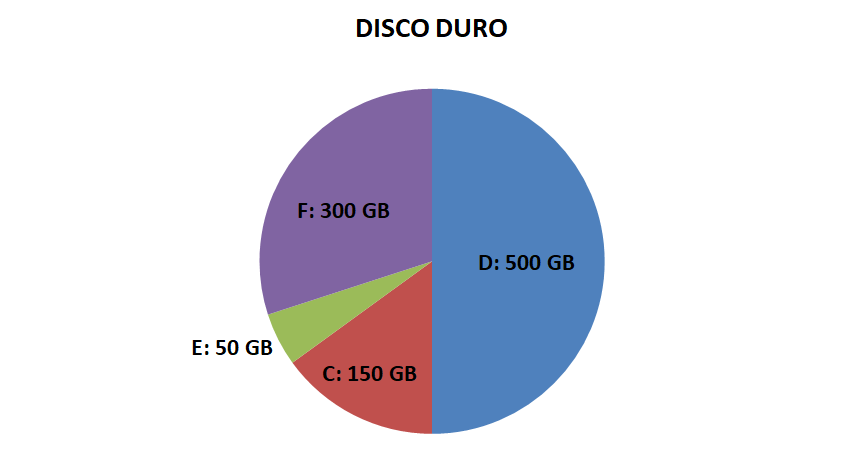 DISCO DURO
F: 300 GB
D: 500 GB
E: 50 GB
C: 150 GB